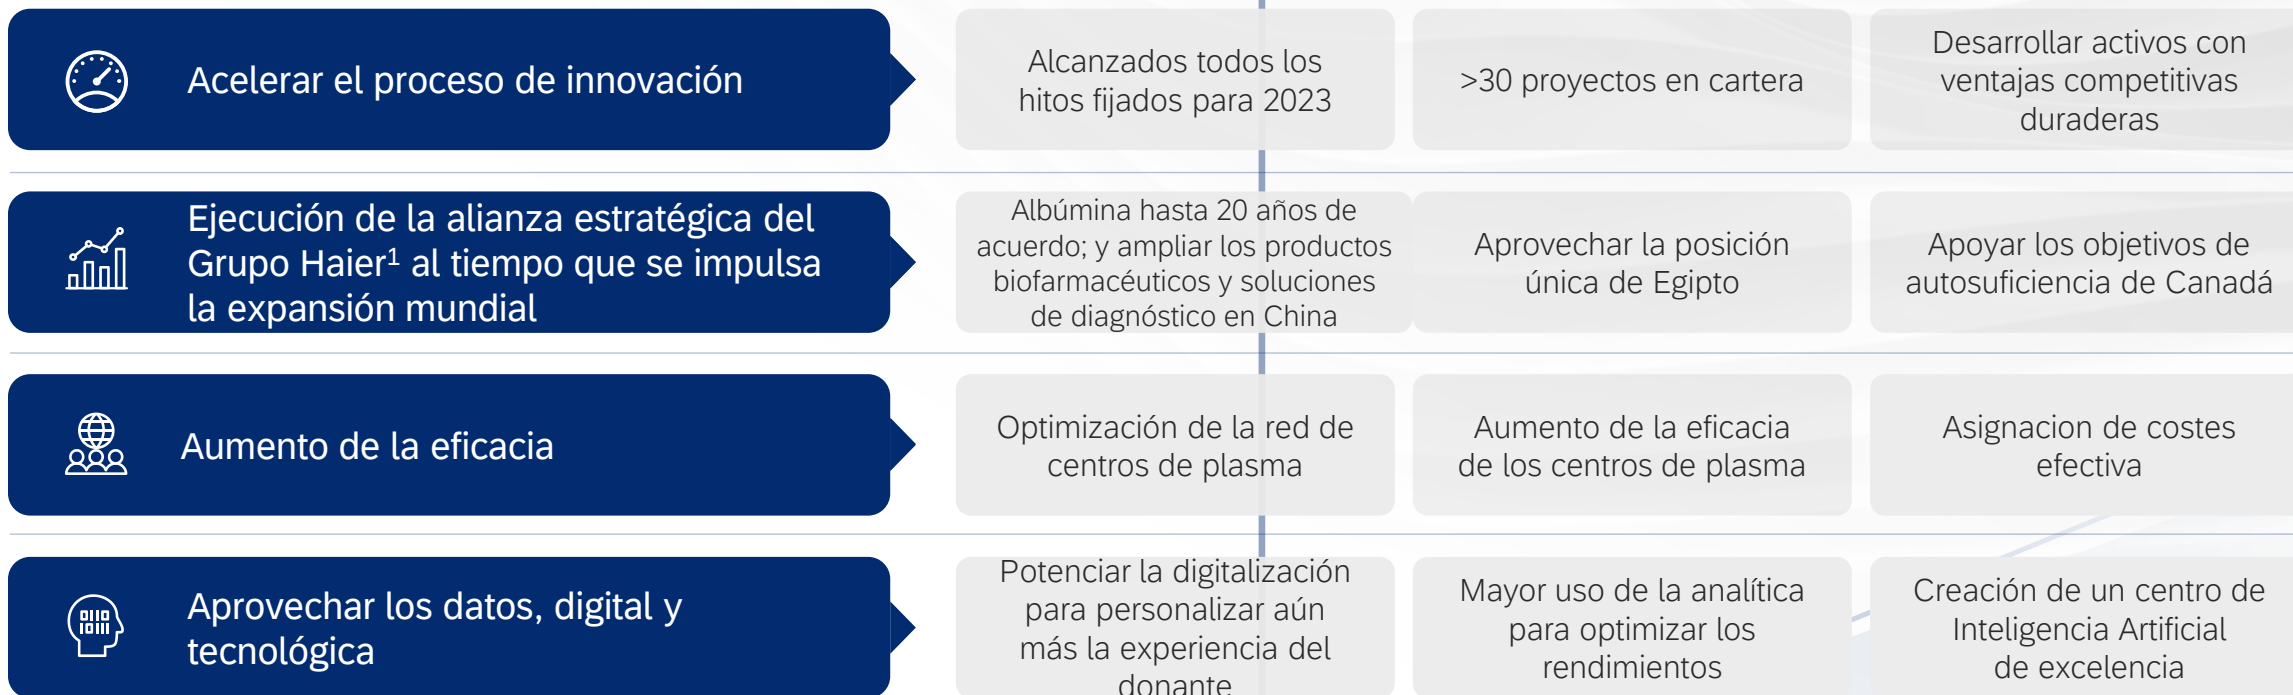 Acelerar el proceso de innovación
Alcanzados todos los
hitos fijados para 2023
>30 proyectos en cartera
Desarrollar activos con
ventajas competitivas
duraderas
Ejecución de la alianza estratégica del
Grupo Haier¹ al tiempo que se impulsa
la expansión mundial
Albúmina hasta 20 años de
acuerdo; y ampliar los productos
biofarmacéuticos y soluciones
de diagnóstico en China
Aprovechar la posición
única de Egipto
Apoyar los objetivos de
autosuficiencia de Canadá
Aumento de la eficacia
Optimización de la red de
centros de plasma
Aumento de la eficacia
de los centros de plasma
Asignacion de costes
efectiva
Aprovechar los datos, digital y
tecnológica
Potenciar la digitalización
para personalizar aún
más la experiencia del
donante
Mayor uso de la analítica
para optimizar los
rendimientos
Creación de un centro de
Inteligencia Artificial
de excelencia